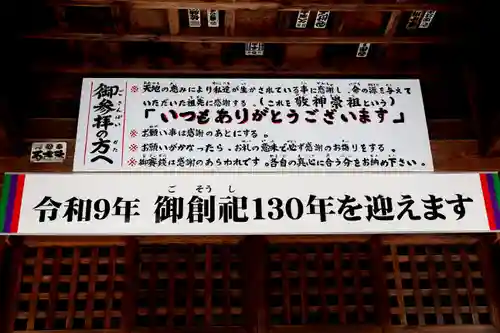 御参拝の方へ
※天地の恵みにより私達が生かされている事に感謝し、命の源を与えて
いただいた祖先に感謝する。(これを敬神崇祖という)
「いつもありがとうございます」
※お願い事は感謝のあとにする。
※お願いがかなったら、お礼の意味で必ず感謝のお詣りをする。
※御賽銭は感謝のあらわれです。各自の真心に合う分をお納め下さい。
令和9年 御創祀130年を迎えます